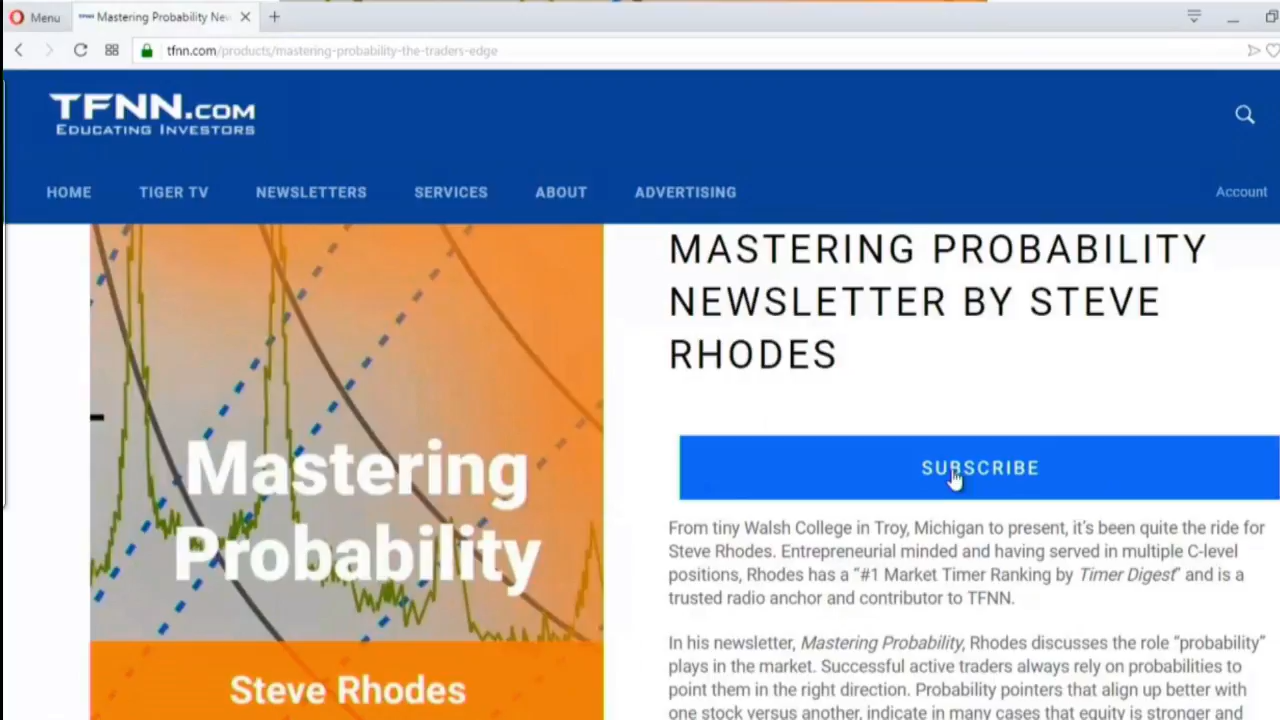 Menu
Mastering Probability Nev
tfnn.com/products/mastering-probability-the-traders-edge
TFNN.COM
EDUCATING INVESTORS
HOME TIGER TV NEWSLETTERS SERVICES ABOUT ADVERTISING
Account
MASTERING PROBABILITY
NEWSLETTER BY STEVE
RHODES
SUBSCRIBE
From tiny Walsh College in Troy, Michigan to present, it's been quite the ride for
Steve Rhodes. Entrepreneurial minded and having served in multiple C-level
positions, Rhodes has a "#1 Market Timer Ranking by Timer Digest" and is a
trusted radio anchor and contributor to TFNN.
In his newsletter, Mastering Probability, Rhodes discusses the role "probability"
plays in the market. Successful active traders always rely on probabilities to
point them in the right direction. Probability pointers that align up better with
one stock versus another, indicate in many cases that equity is stronger and
Mastering
Probability
Steve Rhodes